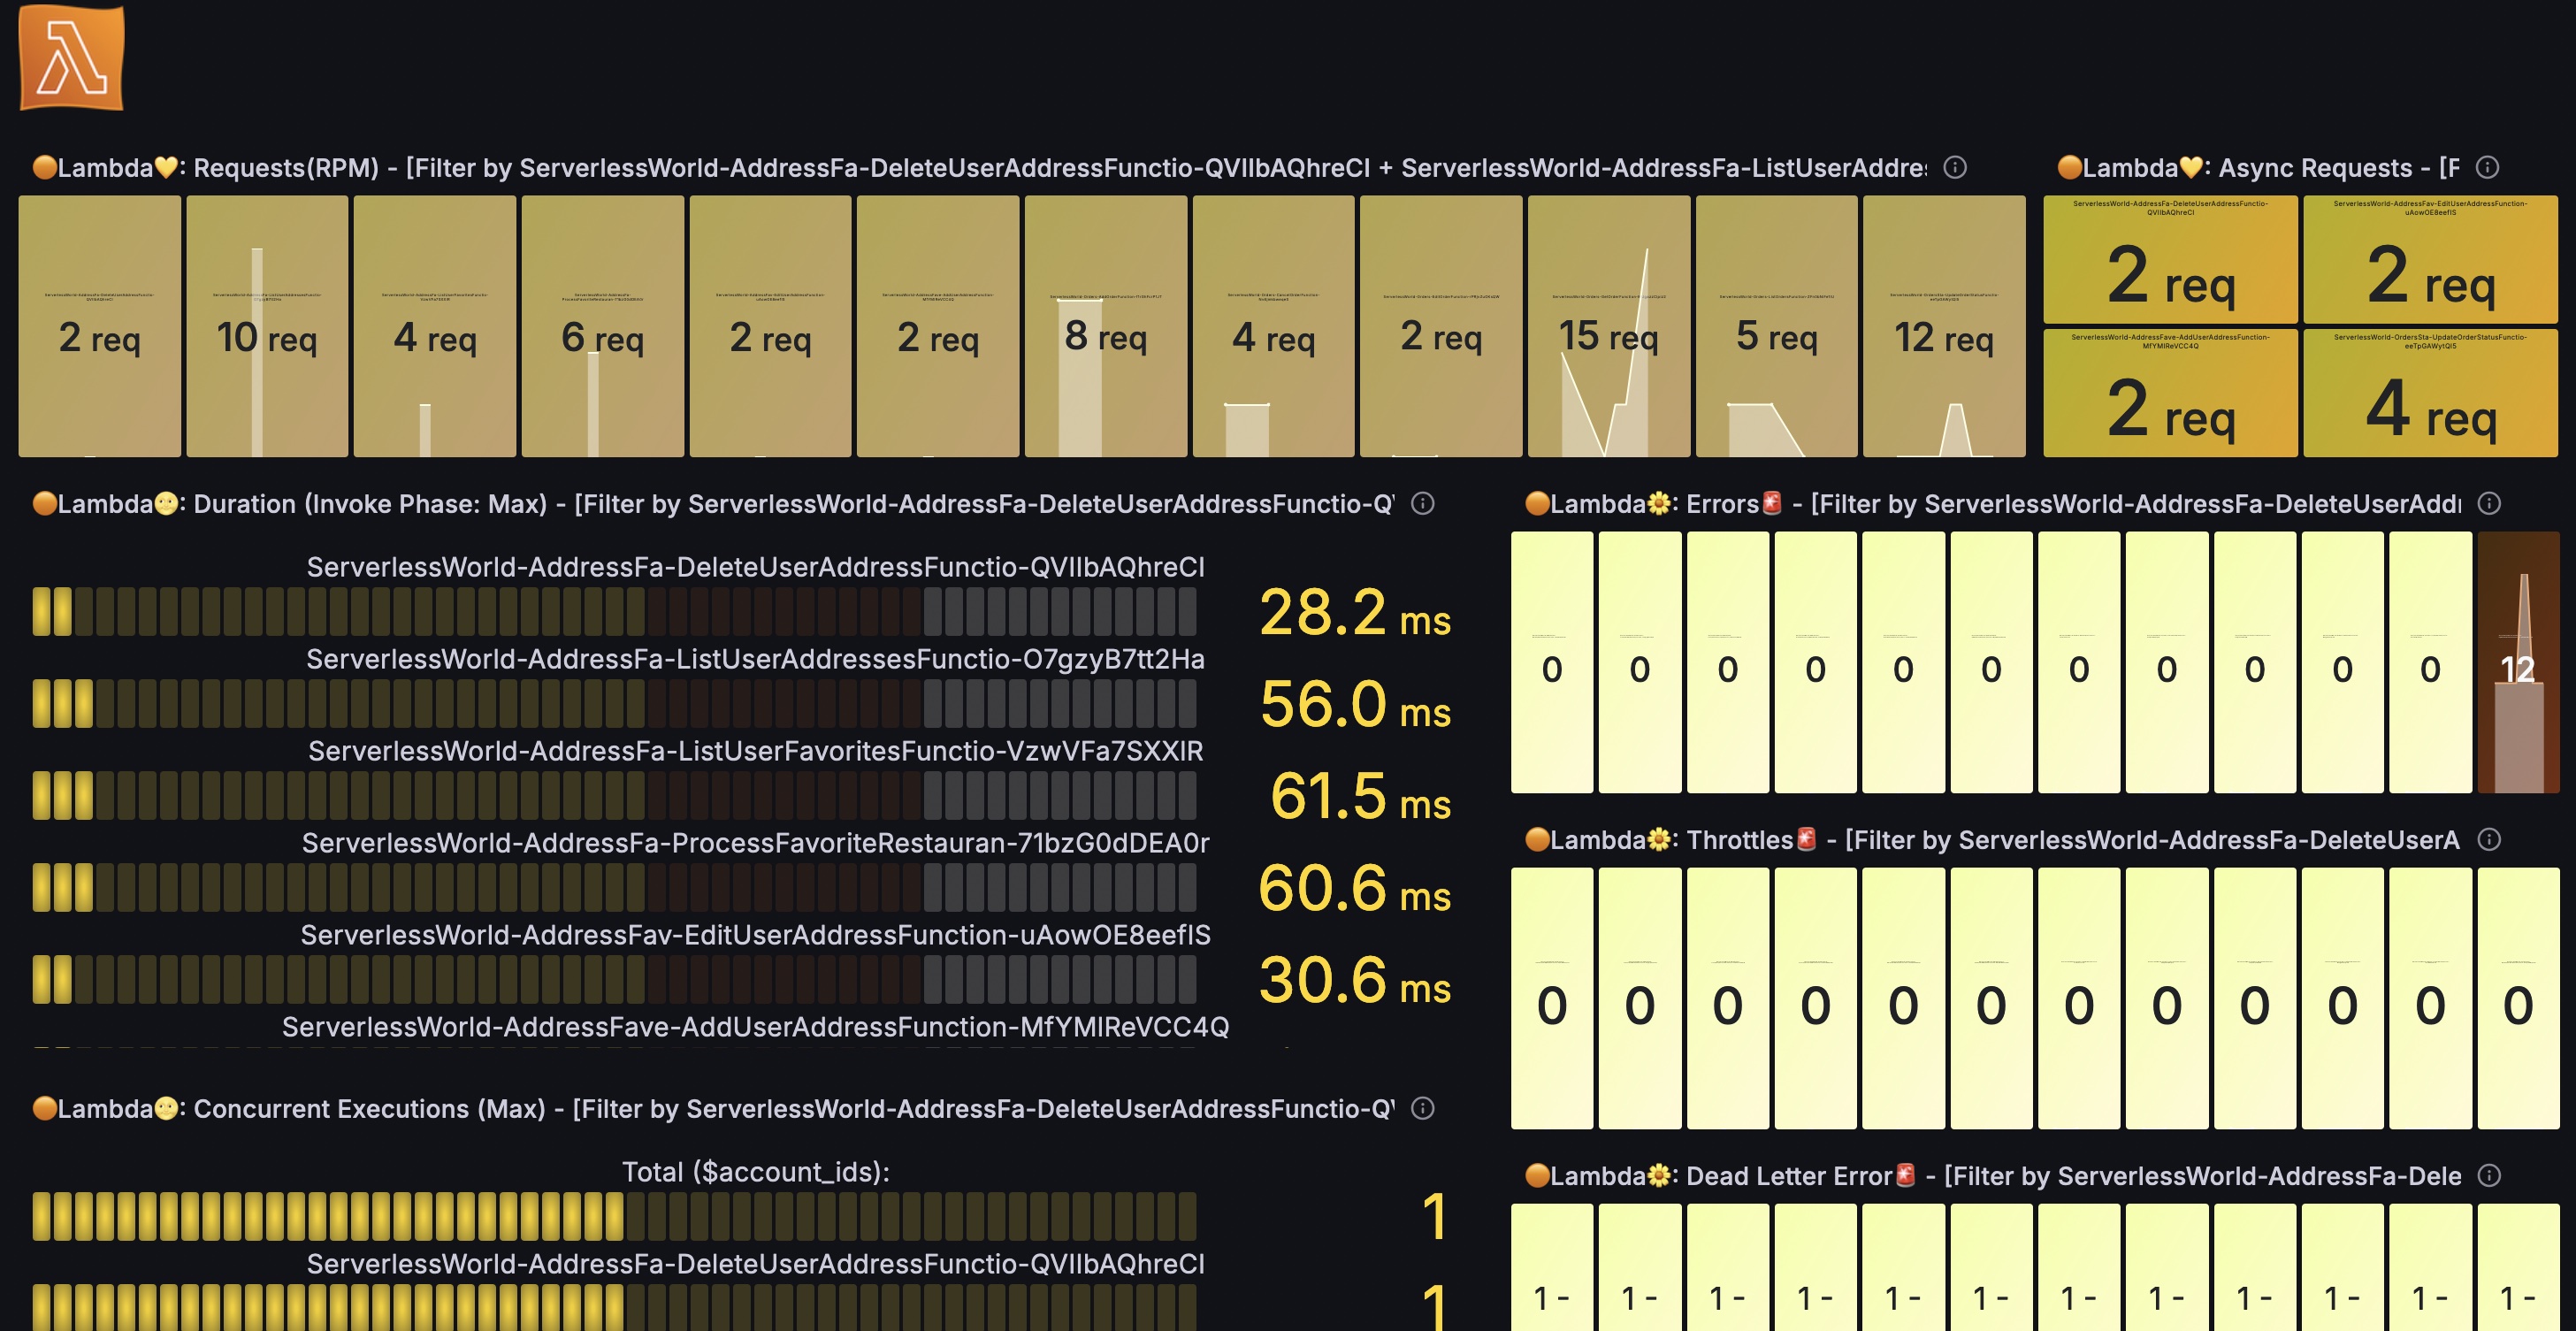 🟠Lambda💛: Requests(RPM) - [Filter by ServerlessWorld-AddressFa-DeleteUserAddressFunctio-QVIIbAQhreCI + ServerlessWorld-AddressFa-ListUserAddres
2 req
10 req
4 req
6 req
2 req
2 req
8 req
4 req
2 req
15 req
5 req
12 req
🟠Lambda💛: Async Requests - [F
ServerlessWorld-AddressFa-DeleteUserAddressFunctio-
QVIIbAQhreCI
2 req
ServerlessWorld-AddressFav-EditUserAddressFunction-
uAowOE8eefIS
2 req
ServerlessWorld-AddressFave-AddUserAddressFunction-
MfYMIReVCC4Q
2 req
ServerlessWorld-OrdersSta-UpdateOrderStatusFunctio-
eeTpGAWytQI5
4 req
🟠Lambda🌝: Duration (Invoke Phase: Max) - [Filter by ServerlessWorld-AddressFa-DeleteUserAddressFunctio-Q
ServerlessWorld-AddressFa-DeleteUserAddressFunctio-QVIIbAQhreCI
28.2 ms
ServerlessWorld-AddressFa-ListUserAddressesFunctio-O7gzyB7tt2Ha
56.0 ms
ServerlessWorld-AddressFa-ListUserFavoritesFunctio-VzwVFa7SXXIR
61.5 ms
ServerlessWorld-AddressFa-ProcessFavoriteRestauran-71bzG0dDEA0r
60.6 ms
ServerlessWorld-AddressFav-EditUserAddressFunction-uAowOE8eefIS
30.6 ms
ServerlessWorld-AddressFave-AddUserAddressFunction-MfYMIReVCC4Q
🟠Lambda🌼: Errors🚨 - [Filter by ServerlessWorld-AddressFa-DeleteUserAddr
0
0
0
0
0
0
0
0
0
0
0
12
🟠Lambda🌼: Throttles🚨 - [Filter by ServerlessWorld-AddressFa-DeleteUserA
0
0
0
0
0
0
0
0
0
0
0
0
🟠Lambda🌝: Concurrent Executions (Max) - [Filter by ServerlessWorld-AddressFa-DeleteUserAddressFunctio-Q
Total ($account_ids):
1
ServerlessWorld-AddressFa-DeleteUserAddressFunctio-QVIIbAQhreCI
1
🟠Lambda🌼: Dead Letter Error🚨 - [Filter by ServerlessWorld-AddressFa-Dele
1 -
1 -
1 -
1 -
1 -
1 -
1 -
1 -
1 -
1 -
1 -
1 -